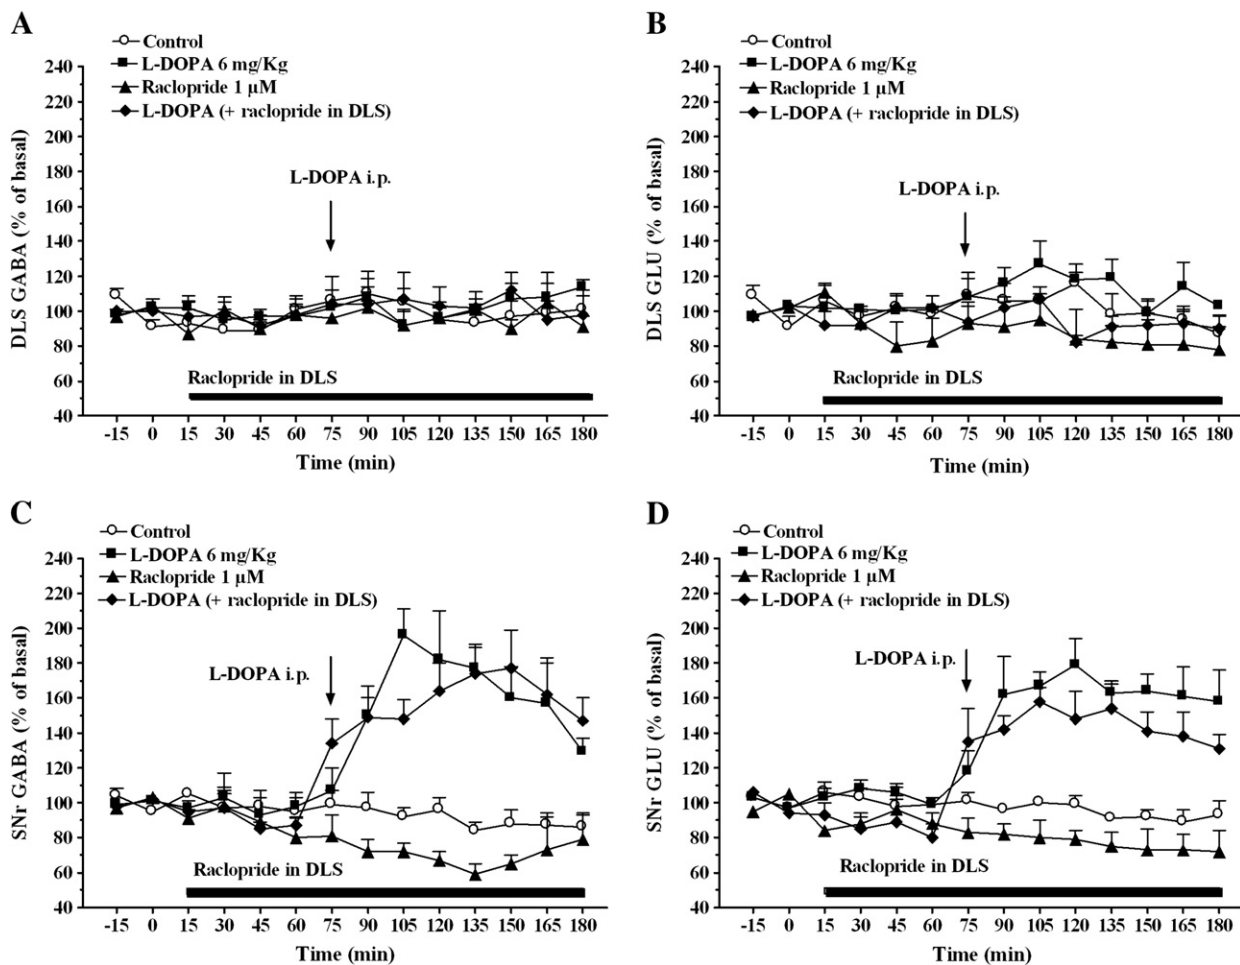 A
Control
L-DOPA 6 mg/Kg
Raclopride 1 µM
L-DOPA (+ raclopride in DLS)
DLS GABA (% of basal)
240
220
200
180
160
140
120
100
80
60
40
L-DOPA i.p.
Raclopride in DLS
-15 0 15 30 45 60 75 90 105 120 135 150 165 180
Time (min)
B
Control
L-DOPA 6 mg/Kg
Raclopride 1 µM
L-DOPA (+ raclopride in DLS)
DLS GLU (% of basal)
240
220
200
180
160
140
120
100
80
60
40
L-DOPA i.p.
Raclopride in DLS
-15 0 15 30 45 60 75 90 105 120 135 150 165 180
Time (min)
C
Control
L-DOPA 6 mg/Kg
Raclopride 1 µM
L-DOPA (+ raclopride in DLS)
SNr GABA (% of basal)
240
220
200
180
160
140
120
100
80
60
40
L-DOPA i.p.
Raclopride in DLS
-15 0 15 30 45 60 75 90 105 120 135 150 165 180
Time (min)
D
Control
L-DOPA 6 mg/Kg
Raclopride 1 µM
L-DOPA (+ raclopride in DLS)
SNr GLU (% of basal)
240
220
200
180
160
140
120
100
80
60
40
L-DOPA i.p.
Raclopride in DLS
-15 0 15 30 45 60 75 90 105 120 135 150 165 180
Time (min)